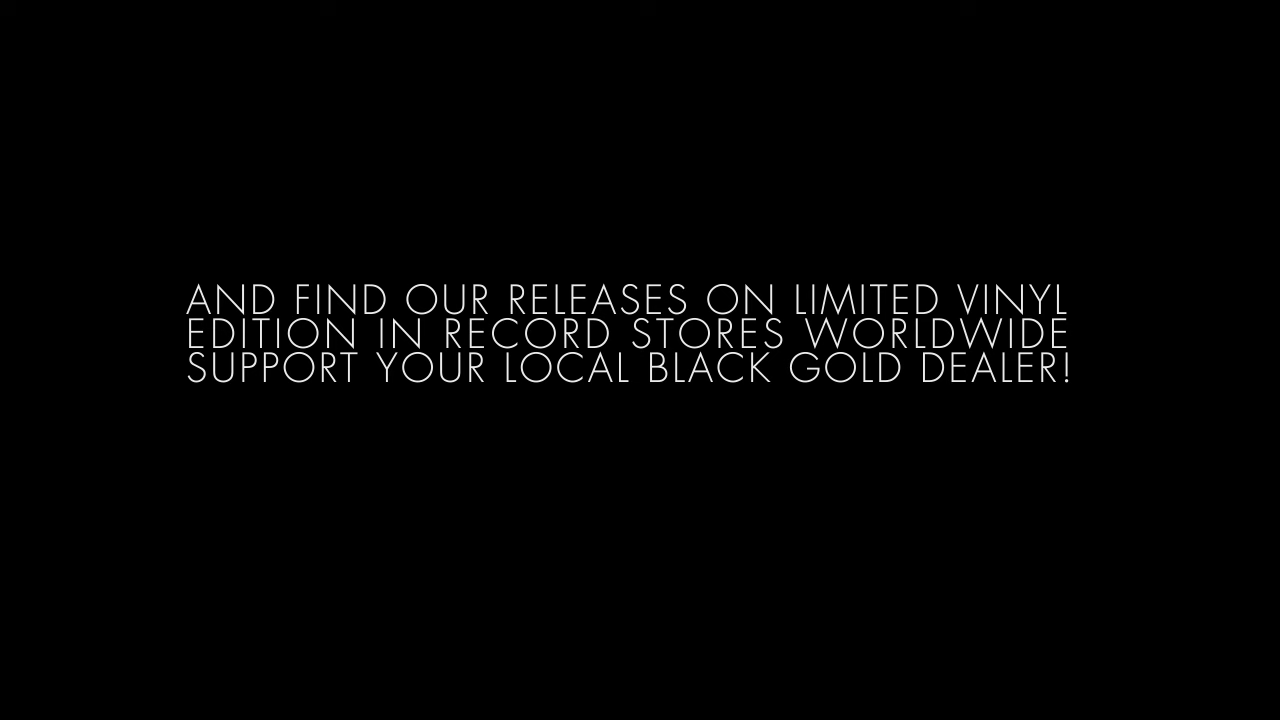 AND FIND OUR RELEASES ON LIMITED VINYL
EDITION IN RECORD STORES WORLDWIDE
SUPPORT YOUR LOCAL BLACK GOLD DEALER!